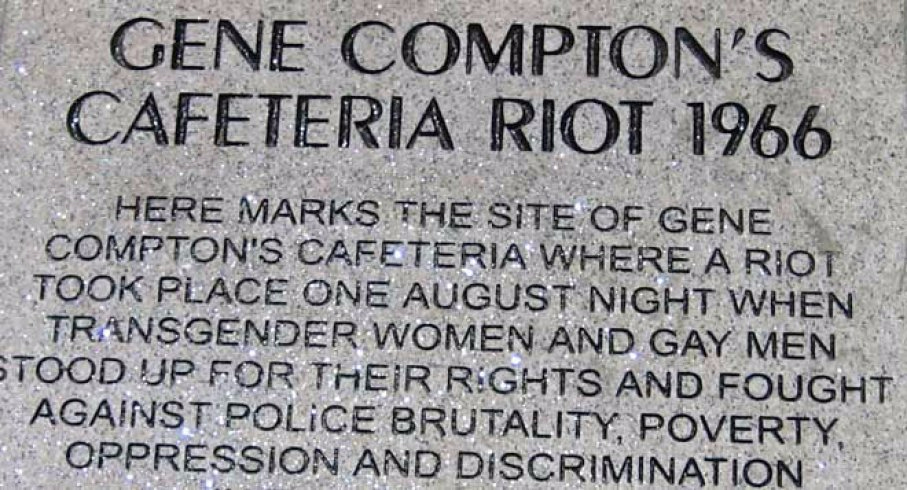 GENE COMPTON'S
CAFETERIA RIOT 1966
HERE MARKS THE SITE OF GENE
COMPTON'S CAFETERIA WHERE A RIOT
TOOK PLACE ONE AUGUST NIGHT WHEN
TRANSGENDER WOMEN AND GAY MEN
STOOD UP FOR THEIR RIGHTS AND FOUGHT
AGAINST POLICE BRUTALITY, POVERTY,
OPPRESSION AND DISCRIMINATION